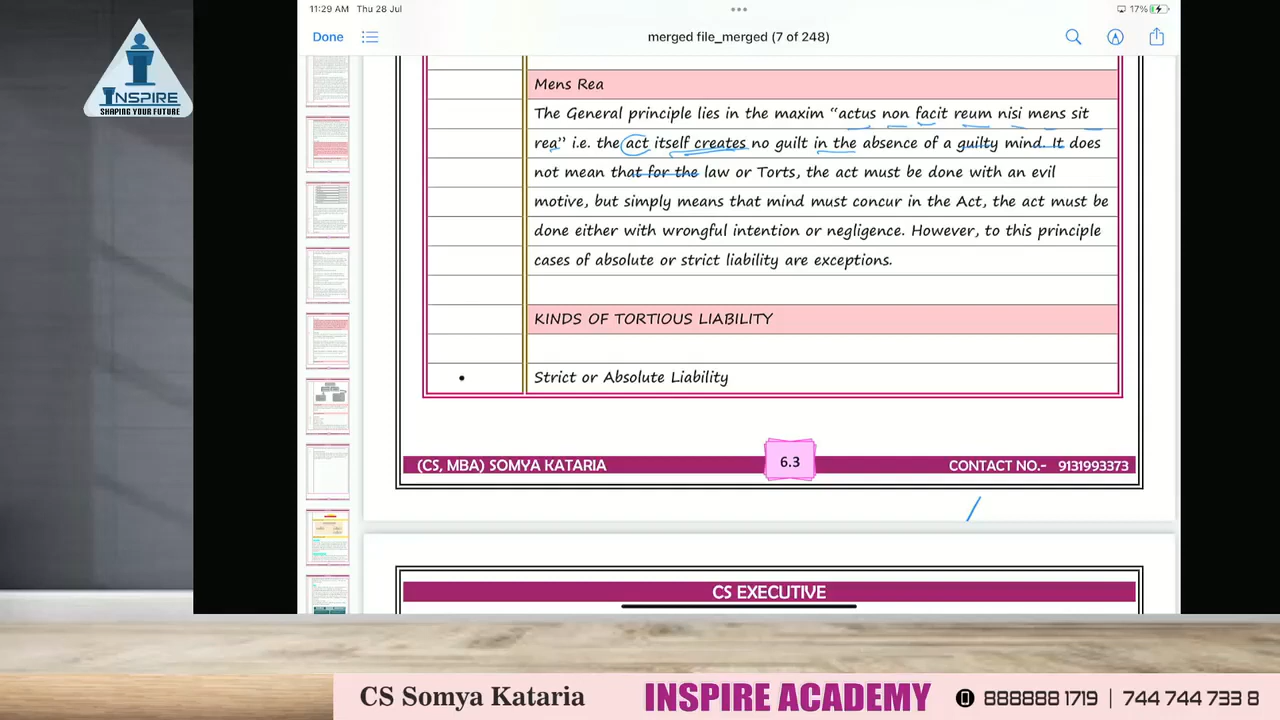 11:29 AM Thu 28 Jul
17%
Done
merged file-merged (7) 17
INSPIRE
SHAPING YOUR FUTURE
Mens Rea
The general principle lies in the maxim "actus non facit reum mens sit
rea" i.e. the act itself creates no guilt in the absence of a guilty mind. It does
not mean that for the law or Torts, the act must be done with an evil
motive, but simply means that mind must concur in the Act, the act must be
done either with wrongful intention or negligence. However, to this principle
cases of absolute or strict liability are exceptions.
KINDS OF TORTIOUS LIABILITY
• Strict or Absolute Liability
(CS, MBA) SOMYA KATARIA
6.3
CONTACT NO.- 9131993373
CS EXECUTIVE
CS Somya Kataria INSPIRE ACADEMY 888888 1719 | 744 744 733 8